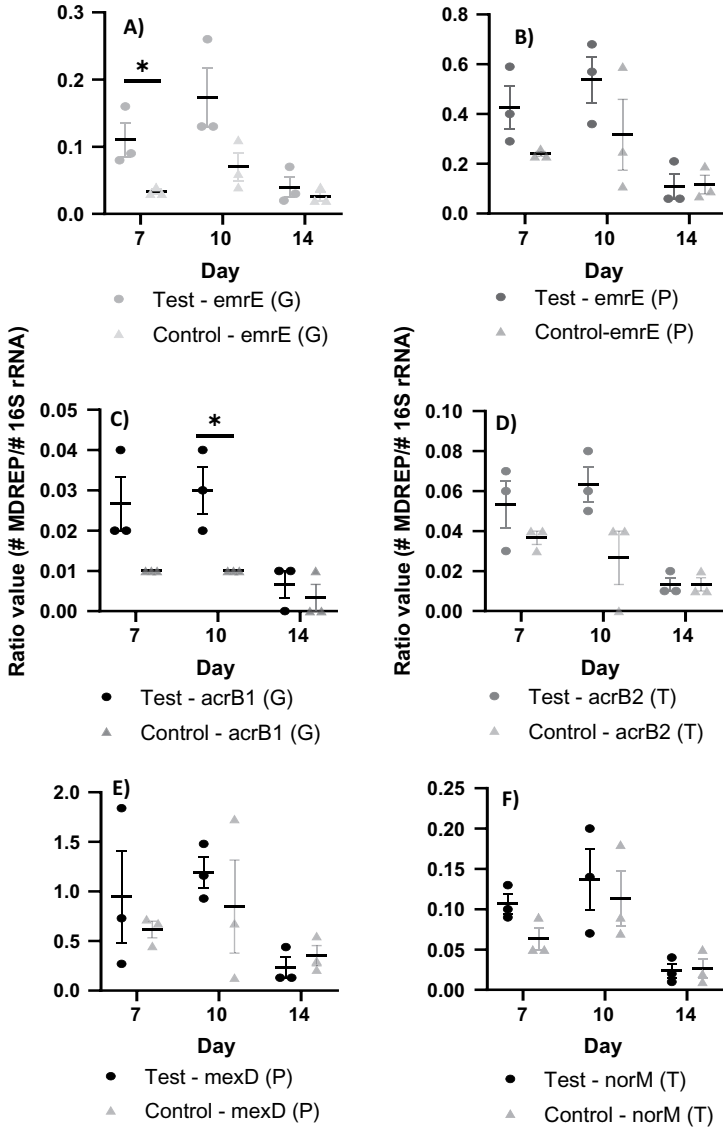 A)
*
0.3
0.2
0.1
0.0
7 10 14
Day
Test - emrE (G)
Control - emrE (G)
B)
0.8
0.6
0.4
0.2
0.0
7 10 14
Day
Test - emrE (P)
Control-emrE (P)
Ratio value (# MDREP/# 16S rRNA)
C)
*
0.05
0.04
0.03
0.02
0.01
0.00
7 10 14
Day
Test - acrB1 (G)
Control - acrB1 (G)
Ratio value (# MDREP/# 16S rRNA)
D)
0.10
0.08
0.06
0.04
0.02
0.00
7 10 14
Day
Test - acrB2 (T)
Control - acrB2 (T)
E)
2.0
1.5
1.0
0.5
0.0
7 10 14
Day
Test - mexD (P)
Control - mexD (P)
F)
0.25
0.20
0.15
0.10
0.05
0.00
7 10 14
Day
Test - norM (T)
Control - norM (T)